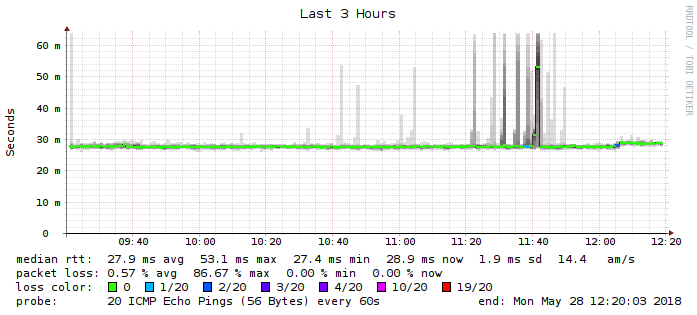 Last 3 Hours
RRDTOOL / TOBI OETIKER
Seconds
60 m
50 m
40 m
30 m
20 m
10 m
0
09:40 10:00 10:20 10:40 11:00 11:20 11:40 12:00 12:20
median rtt: 27.9 ms avg 53.1 ms max 27.4 ms min 28.9 ms now 1.9 ms sd 14.4 am/s
packet loss: 0.57 % avg 86.67 % max 0.00 % min 0.00 % now
loss color: 0 1/20 2/20 3/20 4/20 10/20 19/20
probe: 20 ICMP Echo Pings (56 Bytes) every 60s end: Mon May 28 12:20:03 2018